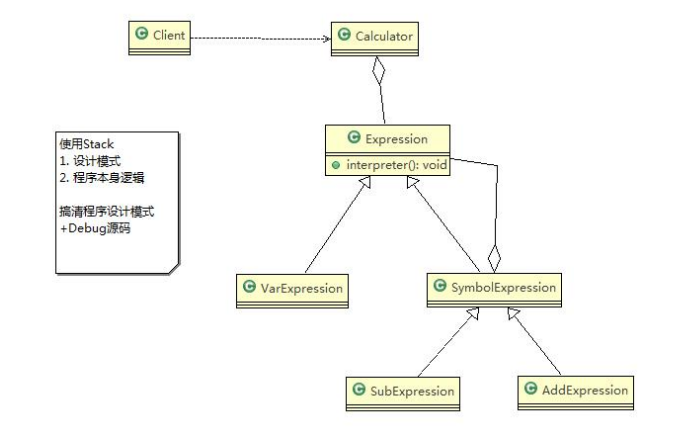 Client
Calculator
Expression
interpreter(): void
使用Stack
1. 设计模式
2. 程序本身逻辑
搞清程序设计模式
+Debug源码
VarExpression
SymbolExpression
SubExpression
AddExpression